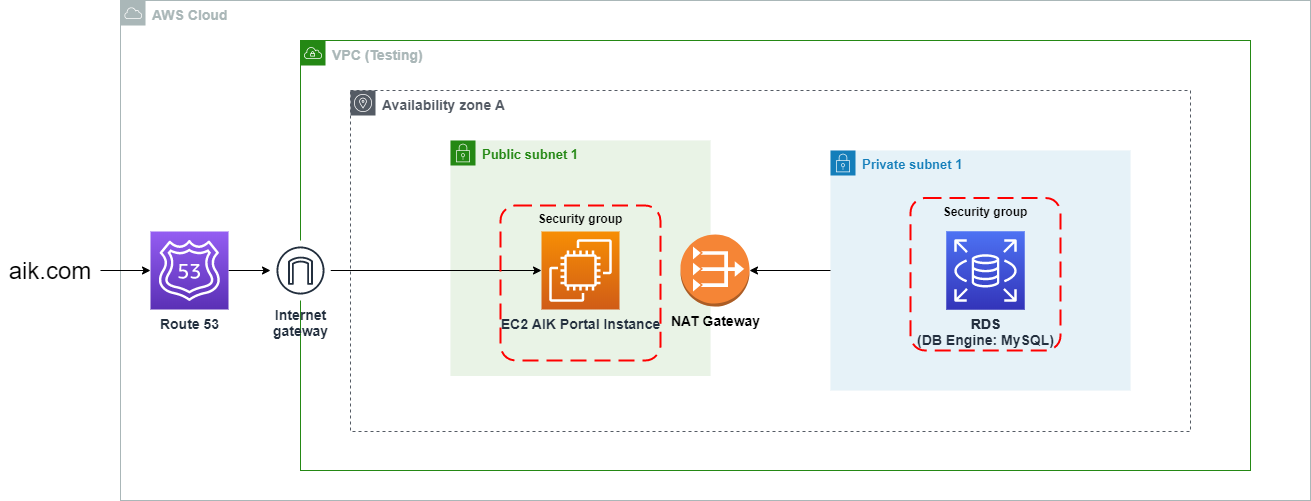 AWS Cloud
VPC (Testing)
Availability zone A
Public subnet 1
Private subnet 1
Security group
Security group
53
aik.com
Route 53
Internet
gateway
EC2 AIK Portal Instance
NAT Gateway
RDS
(DB Engine: MySQL)